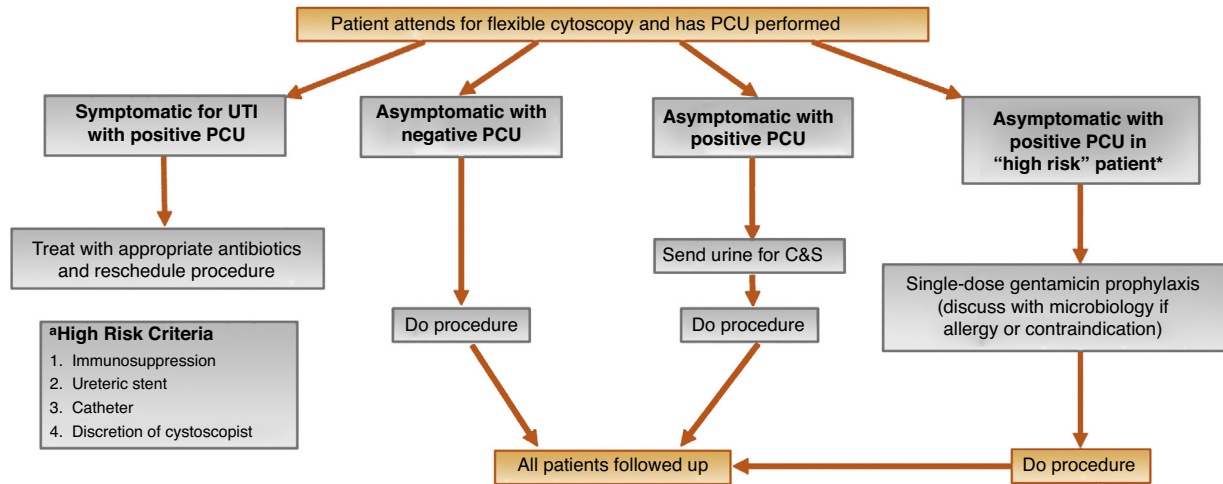 Patient attends for flexible cytoscopy and has PCU performed
Symptomatic for UTI
with positive PCU
Asymptomatic with
negative PCU
Asymptomatic with
positive PCU
Asymptomatic with
positive PCU in
“high risk” patient*
Treat with appropriate antibiotics
and reschedule procedure
Send urine for C&S
Single-dose gentamicin prophylaxis
(discuss with microbiology if
allergy or contraindication)
Do procedure
Do procedure
ᵃHigh Risk Criteria
1. Immunosuppression
2. Ureteric stent
3. Catheter
4. Discretion of cystoscopist
All patients followed up
Do procedure